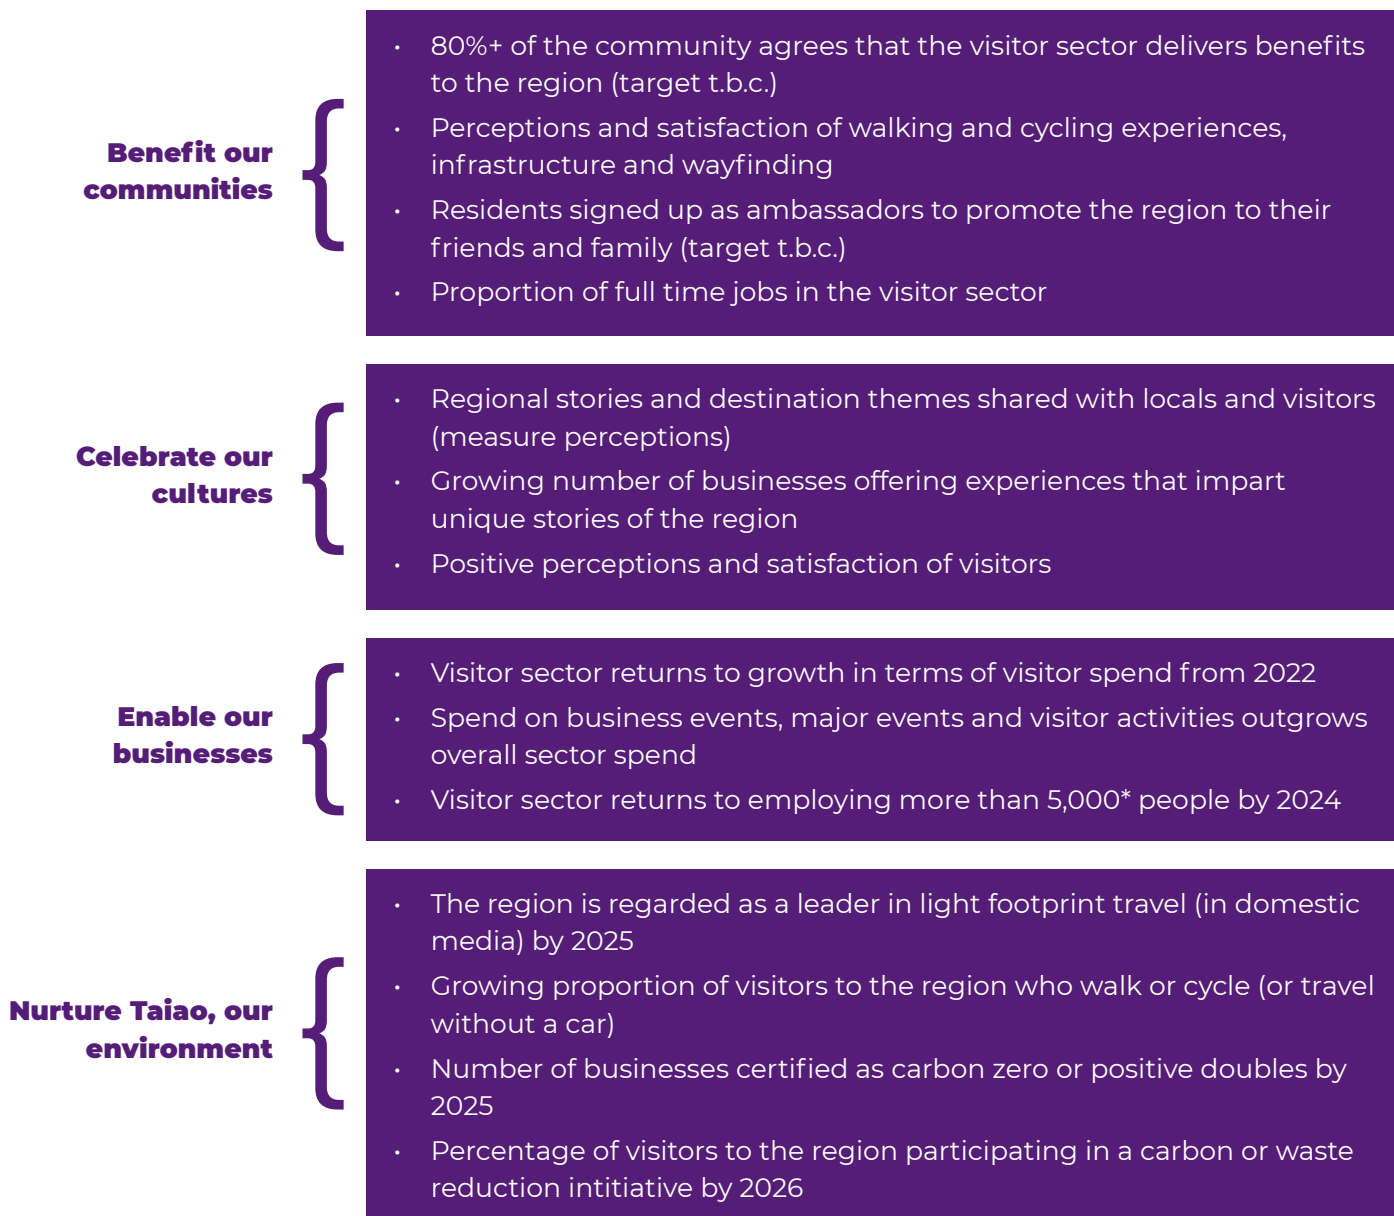 Benefit our
communities
• 80%+ of the community agrees that the visitor sector delivers benefits
to the region (target t.b.c.)
• Perceptions and satisfaction of walking and cycling experiences,
infrastructure and wayfinding
• Residents signed up as ambassadors to promote the region to their
friends and family (target t.b.c.)
• Proportion of full time jobs in the visitor sector
Celebrate our
cultures
• Regional stories and destination themes shared with locals and visitors
(measure perceptions)
• Growing number of businesses offering experiences that impart
unique stories of the region
• Positive perceptions and satisfaction of visitors
Enable our
businesses
• Visitor sector returns to growth in terms of visitor spend from 2022
• Spend on business events, major events and visitor activities outgrows
overall sector spend
• Visitor sector returns to employing more than 5,000* people by 2024
Nurture Taiao, our
environment
• The region is regarded as a leader in light footprint travel (in domestic
media) by 2025
• Growing proportion of visitors to the region who walk or cycle (or travel
without a car)
• Number of businesses certified as carbon zero or positive doubles by
2025
• Percentage of visitors to the region participating in a carbon or waste
reduction intitiative by 2026